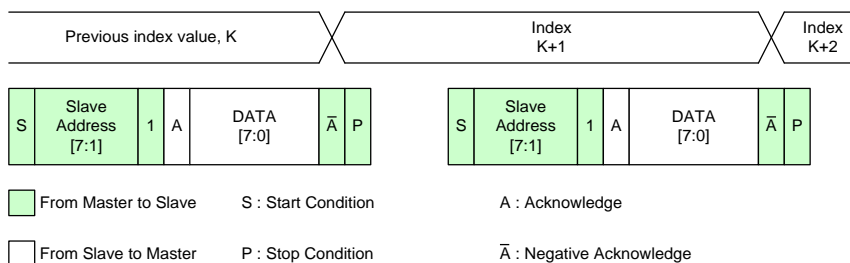 Previous index value, K
Index
K+1
Index
K+2
S
Slave
Address
[7:1]
1
A
DATA
[7:0]
A̅
P
S
Slave
Address
[7:1]
1
A
DATA
[7:0]
A̅
P
From Master to Slave
S : Start Condition
A : Acknowledge
From Slave to Master
P : Stop Condition
A̅ : Negative Acknowledge